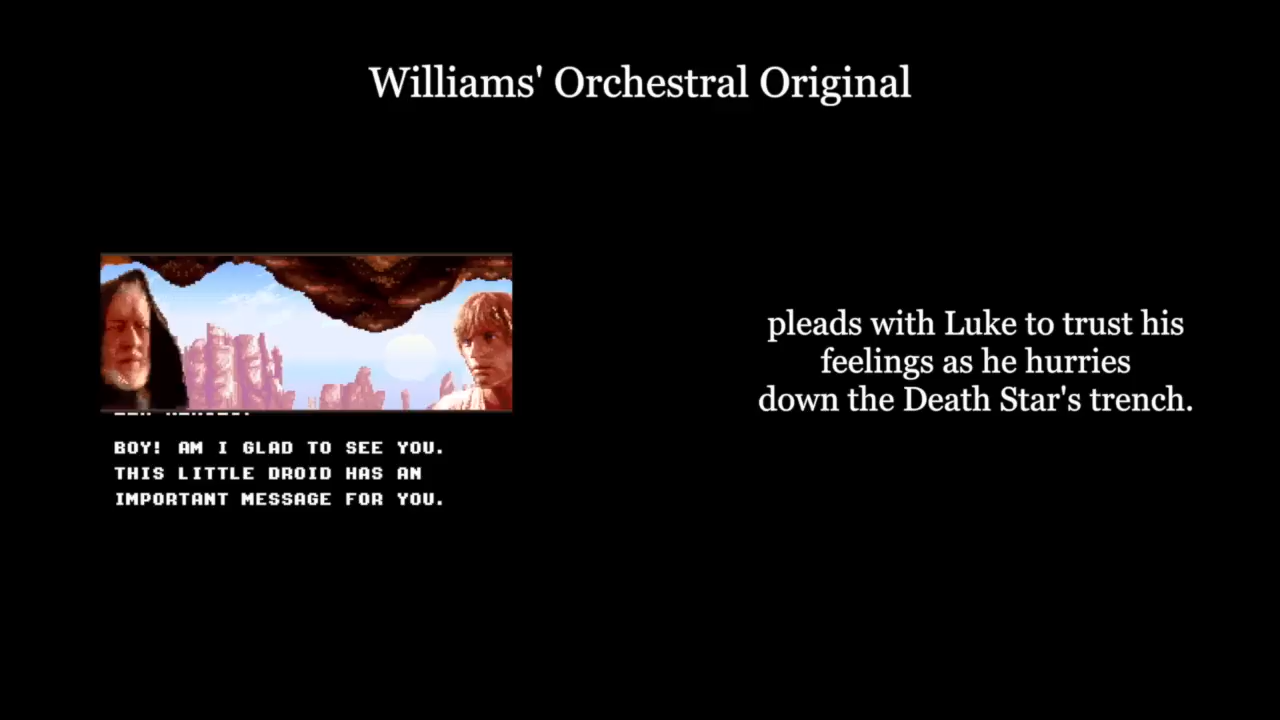 Williams' Orchestral Original
BOY! AM I GLAD TO SEE YOU.
THIS LITTLE DROID HAS AN
IMPORTANT MESSAGE FOR YOU.
pleads with Luke to trust his
feelings as he hurries
down the Death Star's trench.